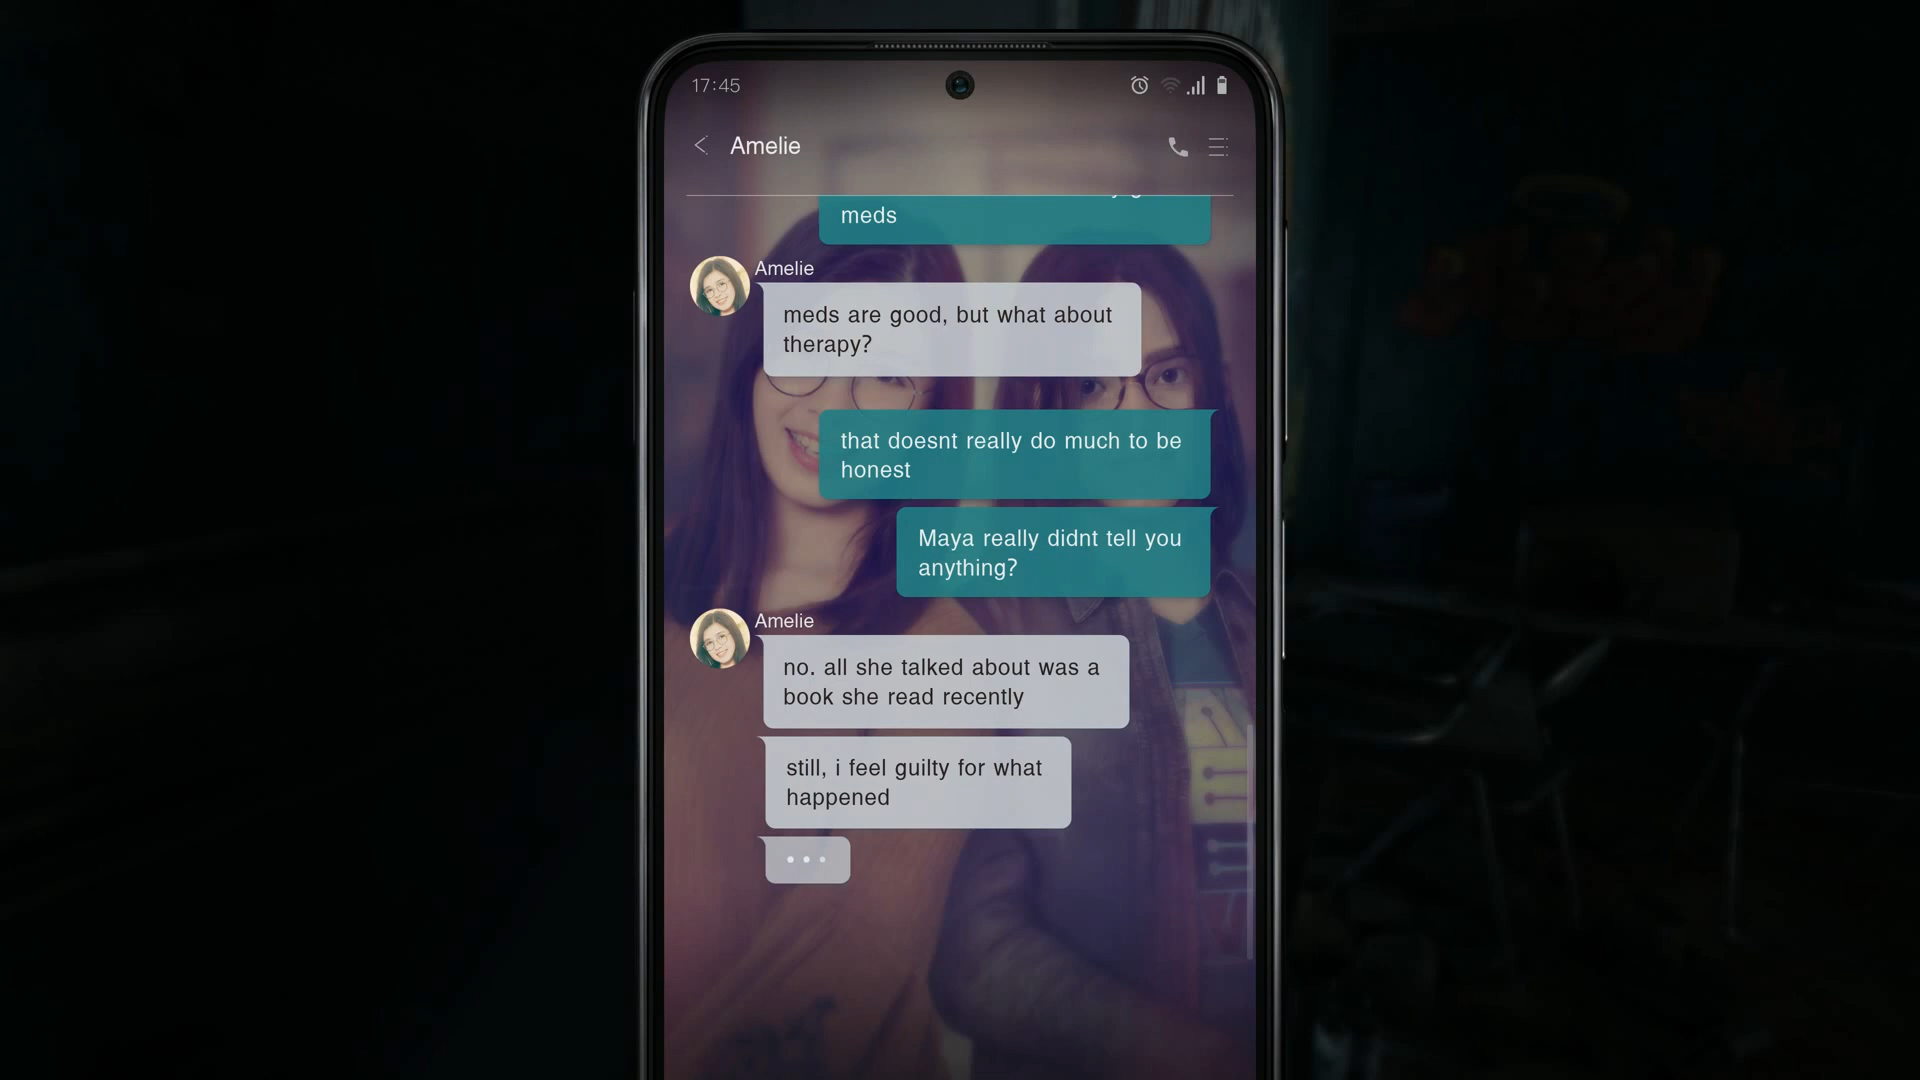 17:45
Amelie
meds
Amelie
meds are good, but what about
therapy?
that doesnt really do much to be
honest
Maya really didnt tell you
anything?
Amelie
no. all she talked about was a
book she read recently
still, i feel guilty for what
happened